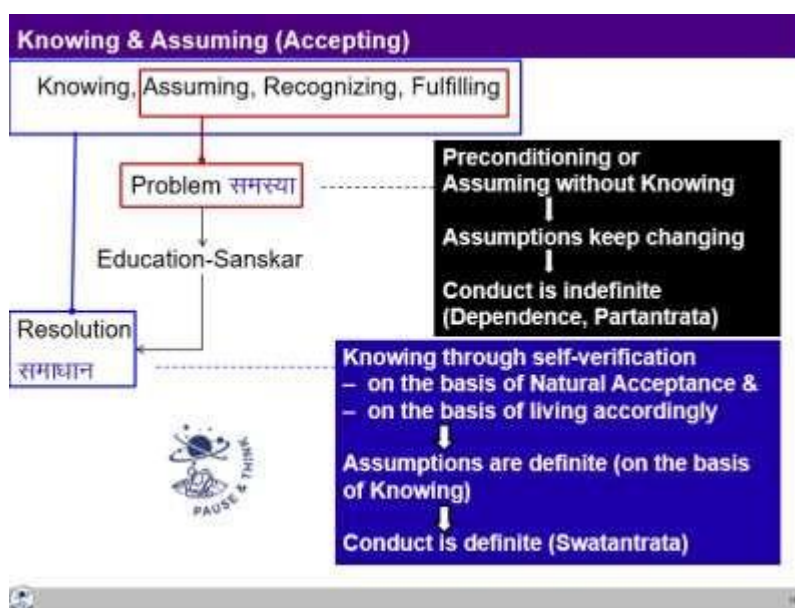 Knowing & Assuming (Accepting)
Knowing, Assuming, Recognizing, Fulfilling
Problem समस्या
Education-Sanskar
Resolution
समाधान
Preconditioning or
Assuming without Knowing
Assumptions keep changing
Conduct is indefinite
(Dependence, Partantrata)
Knowing through self-verification
– on the basis of Natural Acceptance &
– on the basis of living accordingly
Assumptions are definite (on the basis
of Knowing)
Conduct is definite (Swatantrata)
PAUSE & THINK